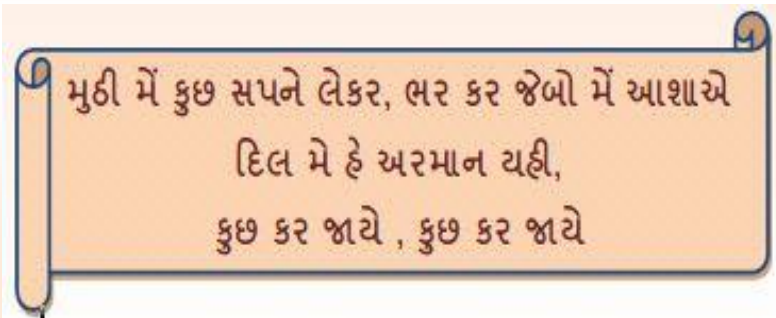 મુઠી મેં કુછ સપને લેકર, ભર કર જેબો મેં આશાએ
દિલ મે હે અરમાન યહી,
કુછ કર જાયે , કુછ કર જાયે